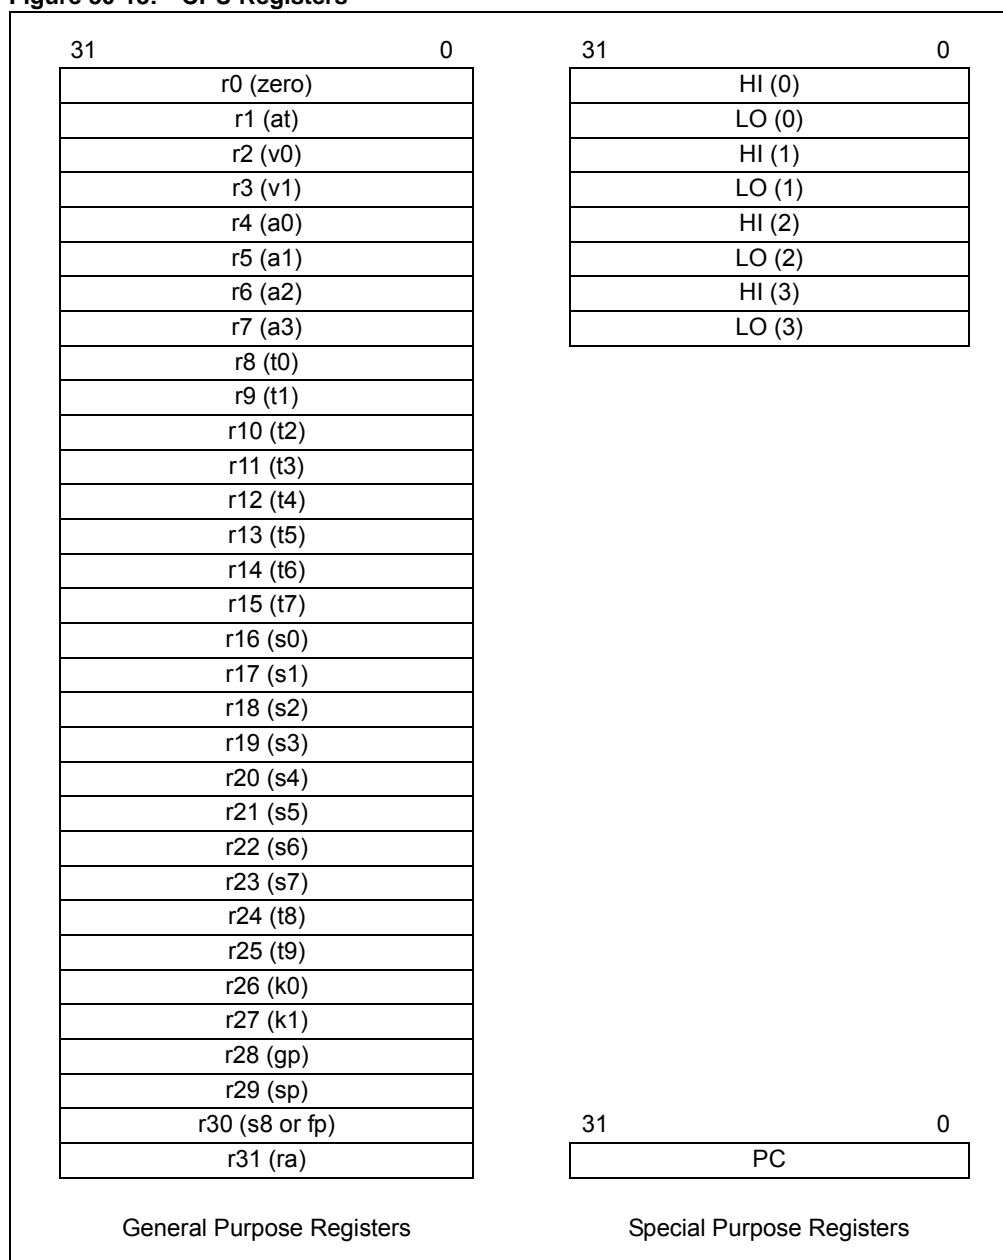 31 0
r0 (zero)
r1 (at)
r2 (v0)
r3 (v1)
r4 (a0)
r5 (a1)
r6 (a2)
r7 (a3)
r8 (t0)
r9 (t1)
r10 (t2)
r11 (t3)
r12 (t4)
r13 (t5)
r14 (t6)
r15 (t7)
r16 (s0)
r17 (s1)
r18 (s2)
r19 (s3)
r20 (s4)
r21 (s5)
r22 (s6)
r23 (s7)
r24 (t8)
r25 (t9)
r26 (k0)
r27 (k1)
r28 (gp)
r29 (sp)
r30 (s8 or fp)
r31 (ra)
General Purpose Registers
31 0
HI (0)
LO (0)
HI (1)
LO (1)
HI (2)
LO (2)
HI (3)
LO (3)
31 0
PC
Special Purpose Registers